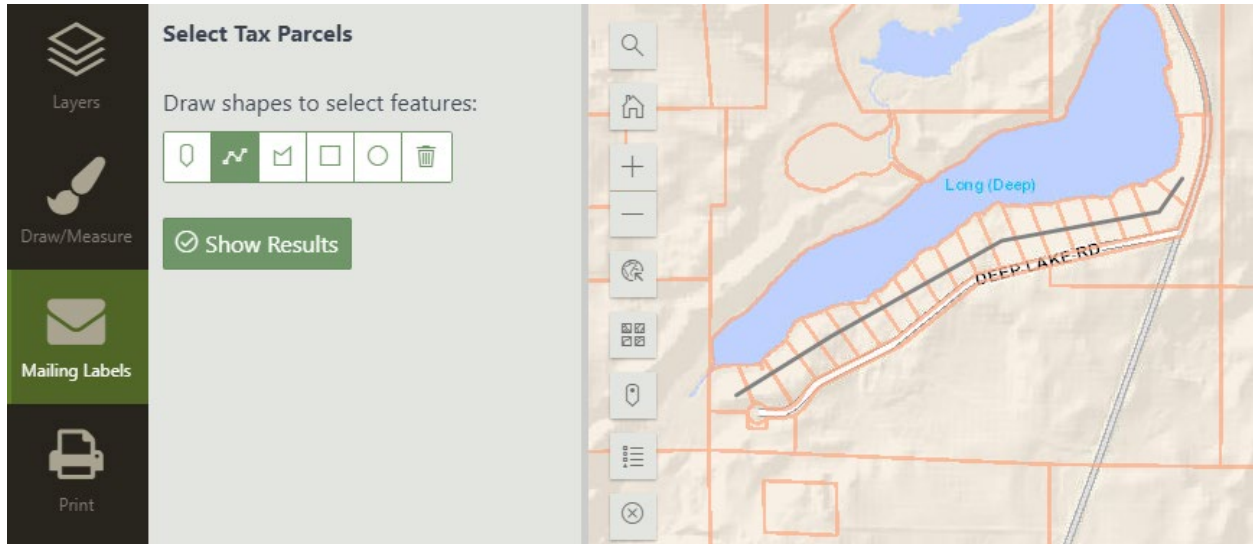 Layers
Draw/Measure
Mailing Labels
Print
Select Tax Parcels
Draw shapes to select features:
Show Results
Long (Deep)
DEEP LAKE RD